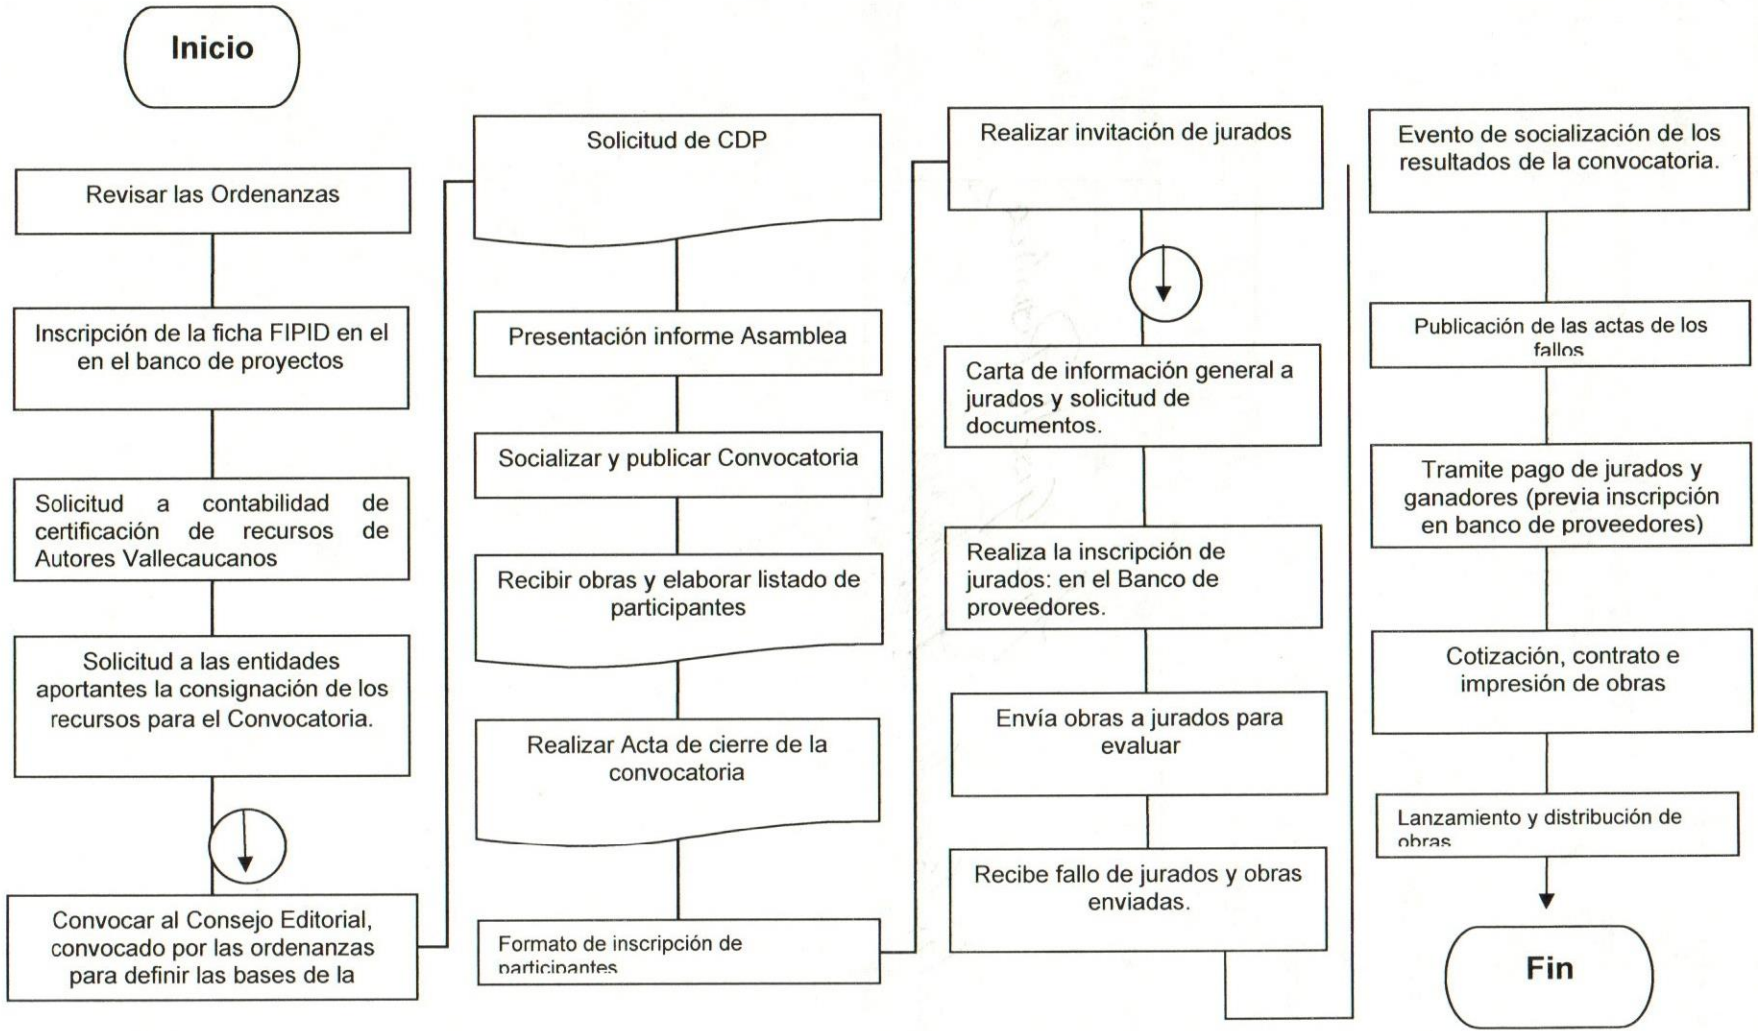 Inicio
Revisar las Ordenanzas
Inscripción de la ficha FIPID en el
en el banco de proyectos
Solicitud a contabilidad de
certificación de recursos de
Autores Vallecaucanos
Solicitud a las entidades
aportantes la consignación de los
recursos para el Convocatoria.
Convocar al Consejo Editorial,
convocado por las ordenanzas
para definir las bases de la
Solicitud de CDP
Presentación informe Asamblea
Socializar y publicar Convocatoria
Recibir obras y elaborar listado de
participantes
Realizar Acta de cierre de la
convocatoria
Formato de inscripción de
participantes
Realizar invitación de jurados
Carta de información general a
jurados y solicitud de
documentos.
Realiza la inscripción de
jurados: en el Banco de
proveedores.
Envía obras a jurados para
evaluar
Recibe fallo de jurados y obras
enviadas.
Evento de socialización de los
resultados de la convocatoria.
Publicación de las actas de los
fallos
Tramite pago de jurados y
ganadores (previa inscripción
en banco de proveedores)
Cotización, contrato e
impresión de obras
Lanzamiento y distribución de
obras
Fin